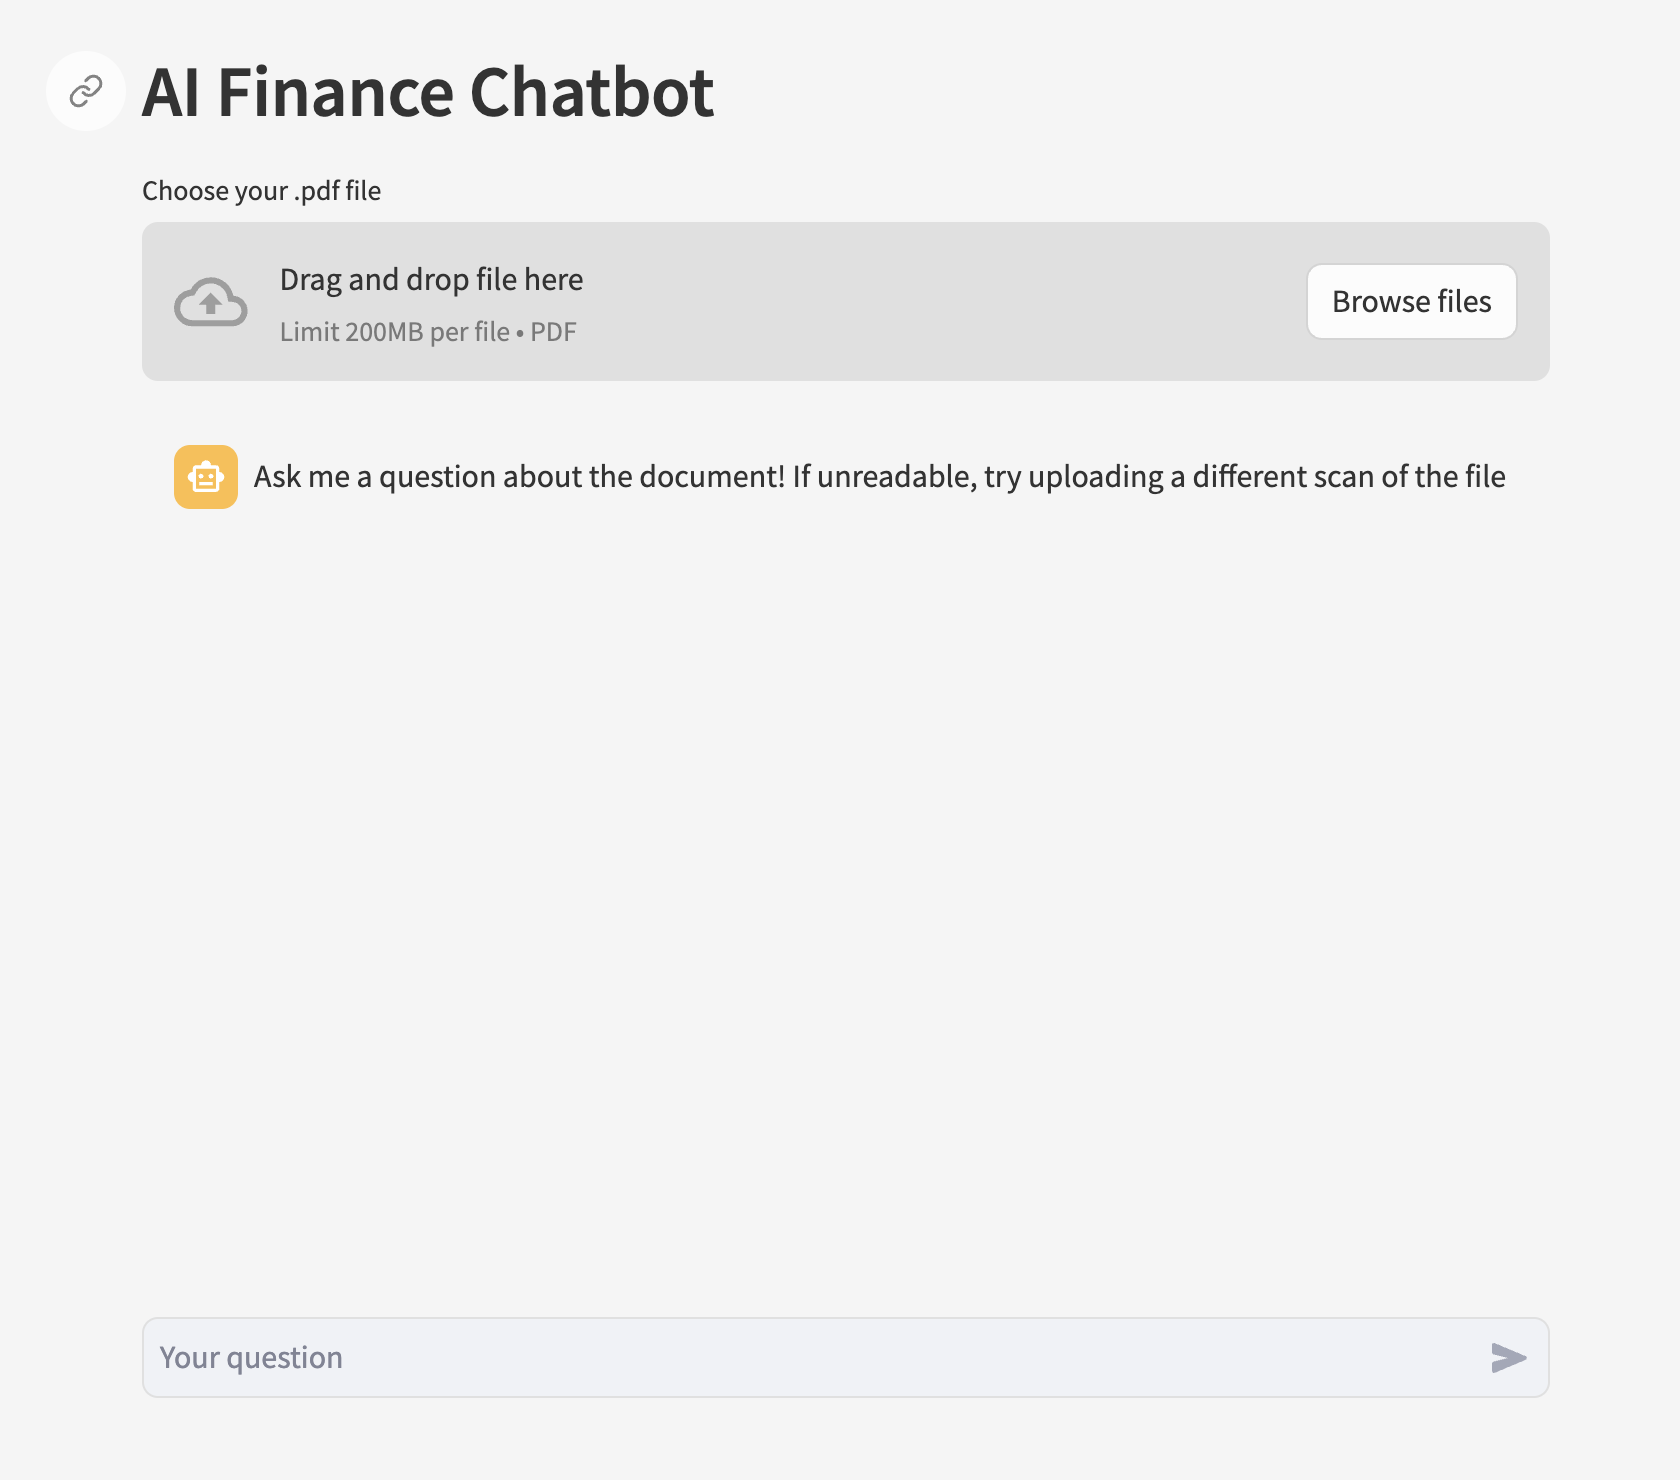 AI Finance Chatbot
Choose your .pdf file
Drag and drop file here
Limit 200MB per file • PDF
Browse files
Ask me a question about the document! If unreadable, try uploading a different scan of the file
Your question